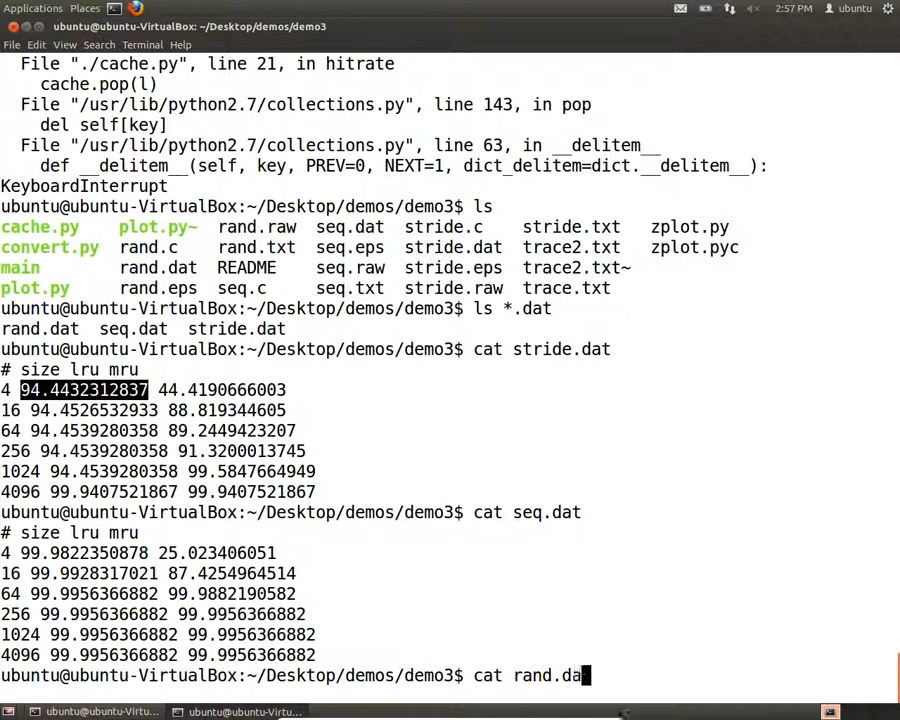 Applications Places 2:57 PM ubuntu
ubuntu@ubuntu-VirtualBox: ~/Desktop/demos/demo3
File Edit View Search Terminal Help
File "./cache.py", line 21, in hitrate
cache.pop(l)
File "/usr/lib/python2.7/collections.py", line 143, in pop
del self[key]
File "/usr/lib/python2.7/collections.py", line 63, in __delitem__
def __delitem__(self, key, PREV=0, NEXT=1, dict_delitem=dict.__delitem__):
KeyboardInterrupt
ubuntu@ubuntu-VirtualBox:~/Desktop/demos/demo3$ ls
cache.py plot.py~ rand.raw seq.dat stride.c stride.txt zplot.py
convert.py rand.c rand.txt seq.eps stride.dat trace2.txt zplot.pyc
main rand.dat README seq.raw stride.eps trace2.txt~
plot.py rand.eps seq.c seq.txt stride.raw trace.txt
ubuntu@ubuntu-VirtualBox:~/Desktop/demos/demo3$ ls *.dat
rand.dat seq.dat stride.dat
ubuntu@ubuntu-VirtualBox:~/Desktop/demos/demo3$ cat stride.dat
# size lru mru
4 94.4432312837 44.4190666003
16 94.4526532933 88.819344605
64 94.4539280358 89.2449423207
256 94.4539280358 91.3200013745
1024 94.4539280358 99.5847664949
4096 99.9407521867 99.9407521867
ubuntu@ubuntu-VirtualBox:~/Desktop/demos/demo3$ cat seq.dat
# size lru mru
4 99.9822350878 25.023406051
16 99.9928317021 87.4254964514
64 99.9956366882 99.9882190582
256 99.9956366882 99.9956366882
1024 99.9956366882 99.9956366882
4096 99.9956366882 99.9956366882
ubuntu@ubuntu-VirtualBox:~/Desktop/demos/demo3$ cat rand.da
ubuntu@ubuntu-Virtu... ubuntu@ubuntu-Virtu...